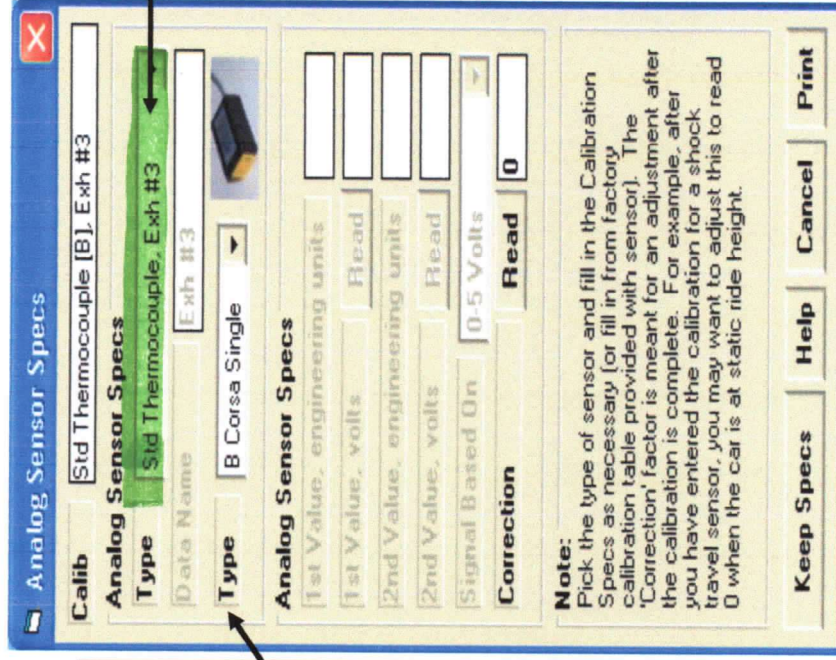 Analog Sensor Specs
Calib Std Thermocouple [B], Exh #3
Analog Sensor Specs
Type Std Thermocouple, Exh #3
Data Name Exh #3
Type B Corsa Single
Analog Sensor Specs
1st Value, engineering units
1st Value, volts Read
2nd Value, engineering units
2nd Value, volts Read
Signal Based On 0-5 Volts
Correction Read 0
Note:
Pick the type of sensor and fill in the Calibration
Specs as necessary (or fill in from factory
calibration table provided with sensor). The
'Correction' factor is meant for an adjustment after
the calibration is complete. For example, after
you have entered the calibration for a shock
travel sensor, you may want to adjust this to read
0 when the car is at static ride height.
Keep Specs Help Cancel Print